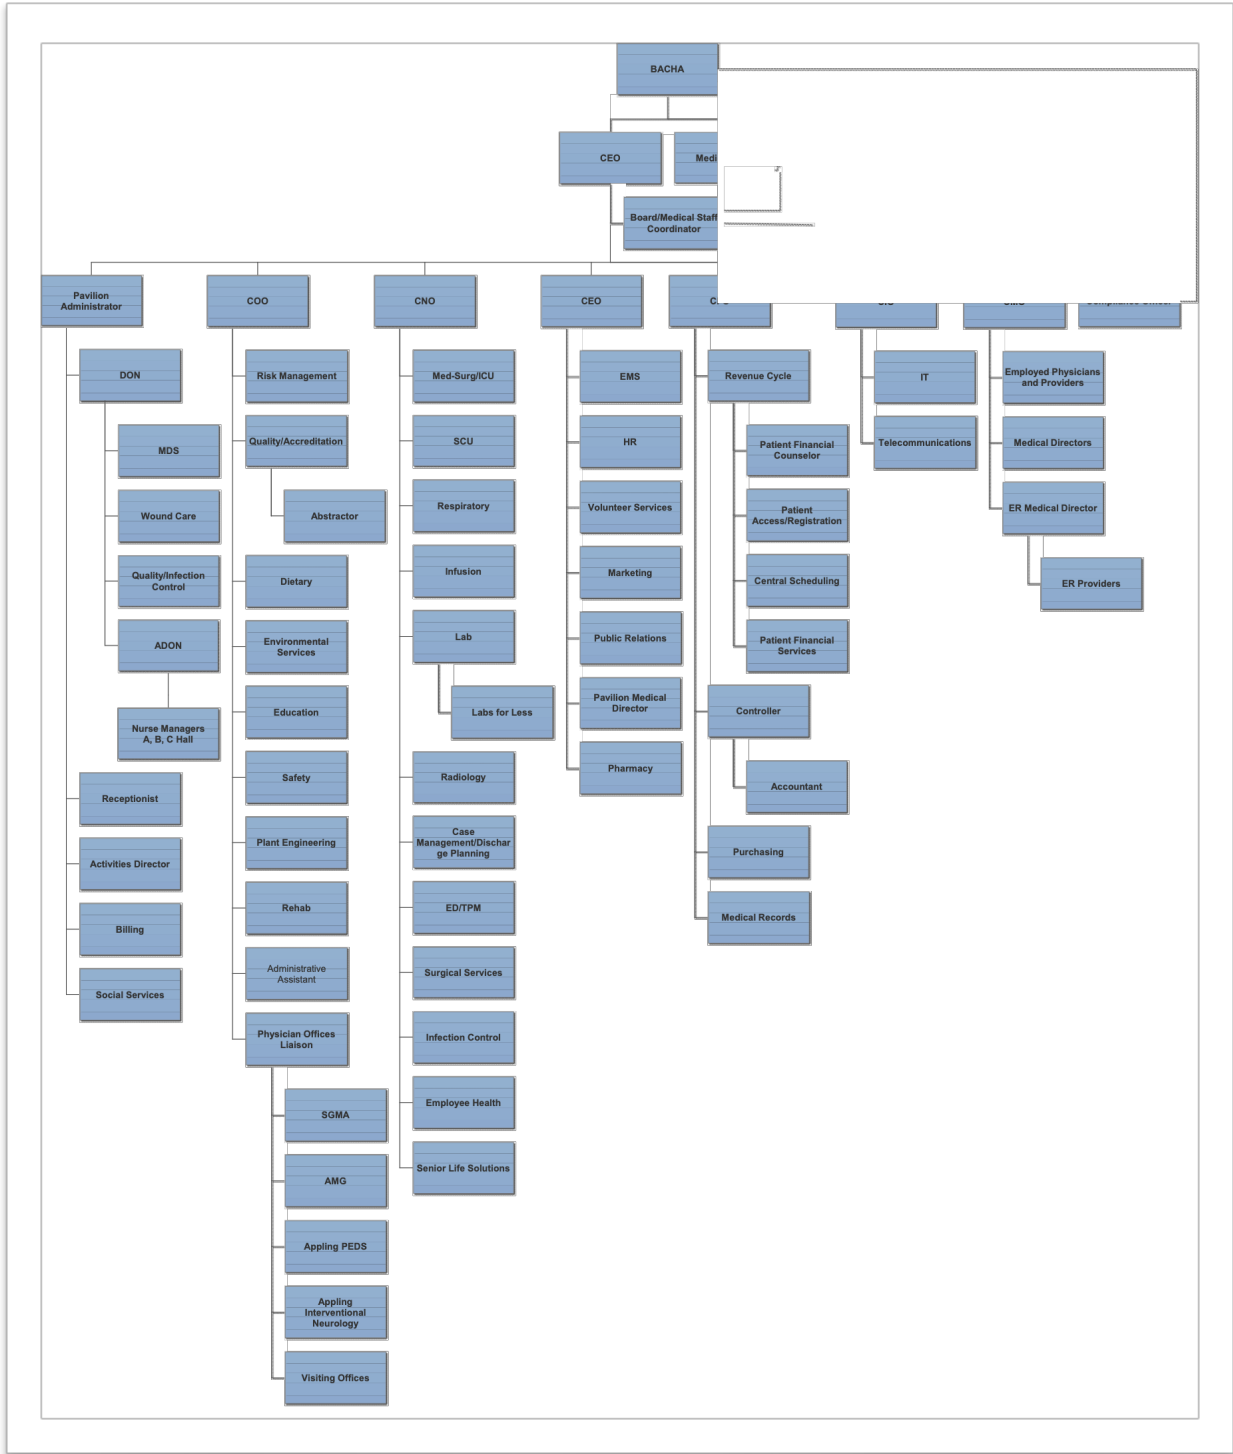 BACHA
CEO
Board/Medical Staff
Coordinator
Pavilion
Administrator
COO
CNO
CEO
DON
MDS
Wound Care
Quality/Infection
Control
ADON
Nurse Managers
A, B, C Hall
Receptionist
Activities Director
Billing
Social Services
Risk Management
Quality/Accreditation
Abstractor
Dietary
Environmental
Services
Education
Safety
Plant Engineering
Rehab
Administrative
Assistant
Physician Offices
Liaison
SGMA
AMG
Appling PEDS
Appling
Interventional
Neurology
Visiting Offices
Med-Surg/ICU
SCU
Respiratory
Infusion
Lab
Labs for Less
Radiology
Case
Management/Dischar
ge Planning
ED/TPM
Surgical Services
Infection Control
Employee Health
Senior Life Solutions
EMS
HR
Volunteer Services
Marketing
Public Relations
Pavilion Medical
Director
Pharmacy
Revenue Cycle
Patient Financial
Counselor
Patient
Access/Registration
Central Scheduling
Patient Financial
Services
Controller
Accountant
Purchasing
Medical Records
IT
Telecommunications
Employed Physicians
and Providers
Medical Directors
ER Medical Director
ER Providers